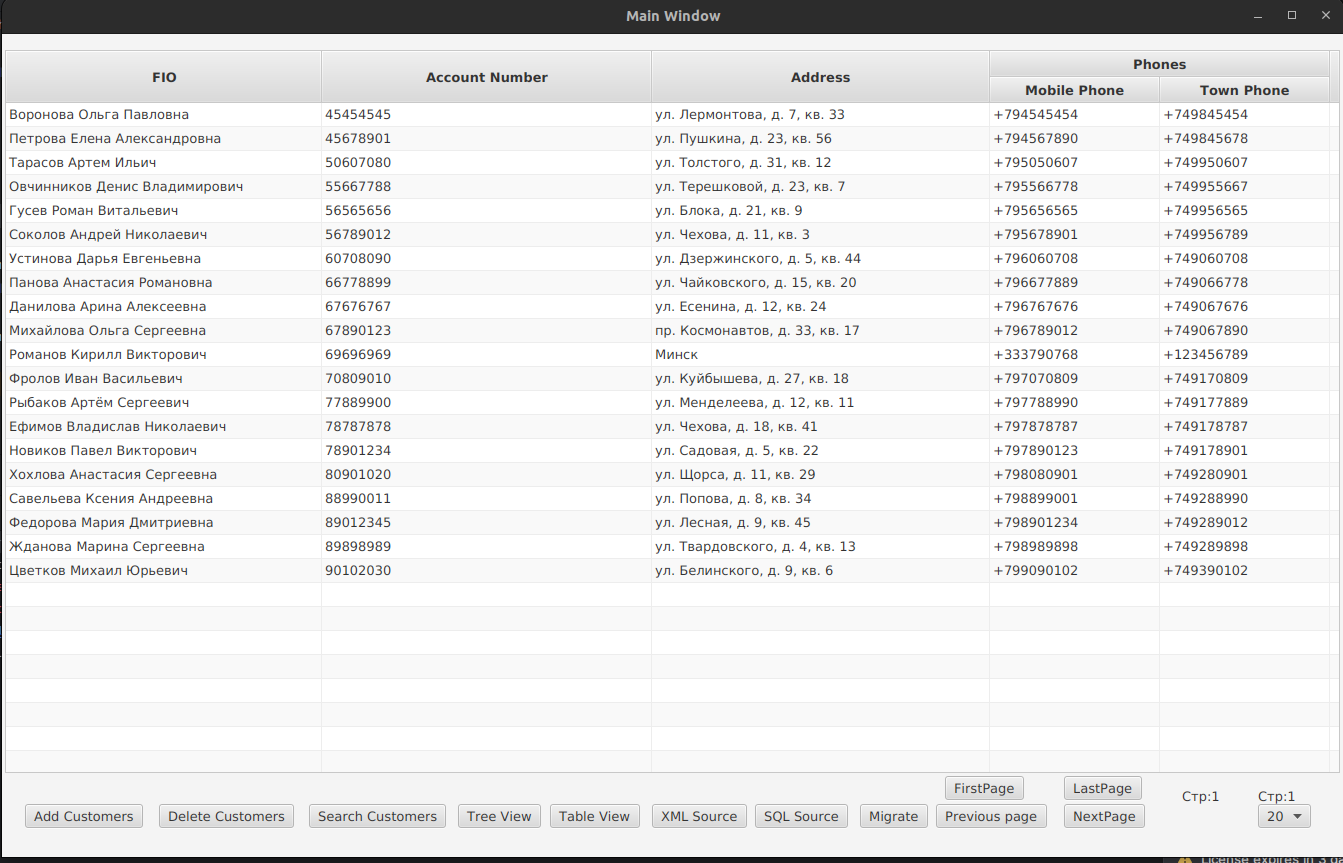 Main Window
FIO Account Number Address Phones
Mobile Phone Town Phone
Воронова Ольга Павловна 45454545 ул. Лермонтова, д. 7, кв. 33 +794545454 +749845454
Петрова Елена Александровна 45678901 ул. Пушкина, д. 23, кв. 56 +794567890 +749845678
Тарасов Артем Ильич 50607080 ул. Толстого, д. 31, кв. 12 +795050607 +749950607
Овчинников Денис Владимирович 55667788 ул. Терешковой, д. 23, кв. 7 +795566778 +749955667
Гусев Роман Витальевич 56565656 ул. Блока, д. 21, кв. 9 +795656565 +749956565
Соколов Андрей Николаевич 56789012 ул. Чехова, д. 11, кв. 3 +795678901 +749956789
Устинова Дарья Евгеньевна 60708090 ул. Дзержинского, д. 5, кв. 44 +796060708 +749060708
Панова Анастасия Романовна 66778899 ул. Чайковского, д. 15, кв. 20 +796677889 +749066778
Данилова Арина Алексеевна 67676767 ул. Есенина, д. 12, кв. 24 +796767676 +749067676
Михайлова Ольга Сергеевна 67890123 пр. Космонавтов, д. 33, кв. 17 +796789012 +749067890
Романов Кирилл Викторович 69696969 Минск +333790768 +123456789
Фролов Иван Васильевич 70809010 ул. Куйбышева, д. 27, кв. 18 +797070809 +749170809
Рыбаков Артём Сергеевич 77889900 ул. Менделеева, д. 12, кв. 11 +797788990 +749177889
Ефимов Владислав Николаевич 78787878 ул. Чехова, д. 18, кв. 41 +797878787 +749178787
Новиков Павел Викторович 78901234 ул. Садовая, д. 5, кв. 22 +797890123 +749178901
Хохлова Анастасия Сергеевна 80901020 ул. Щорса, д. 11, кв. 29 +798080901 +749280901
Савельева Ксения Андреевна 88990011 ул. Попова, д. 8, кв. 34 +798899001 +749288990
Федорова Мария Дмитриевна 89012345 ул. Лесная, д. 9, кв. 45 +798901234 +749289012
Жданова Марина Сергеевна 89898989 ул. Твардовского, д. 4, кв. 13 +798989898 +749289898
Цветков Михаил Юрьевич 90102030 ул. Белинского, д. 9, кв. 6 +799090102 +749390102
FirstPage LastPage Стр:1 Стр:1
Add Customers Delete Customers Search Customers Tree View Table View XML Source SQL Source Migrate Previous page NextPage 20
License expires in 3